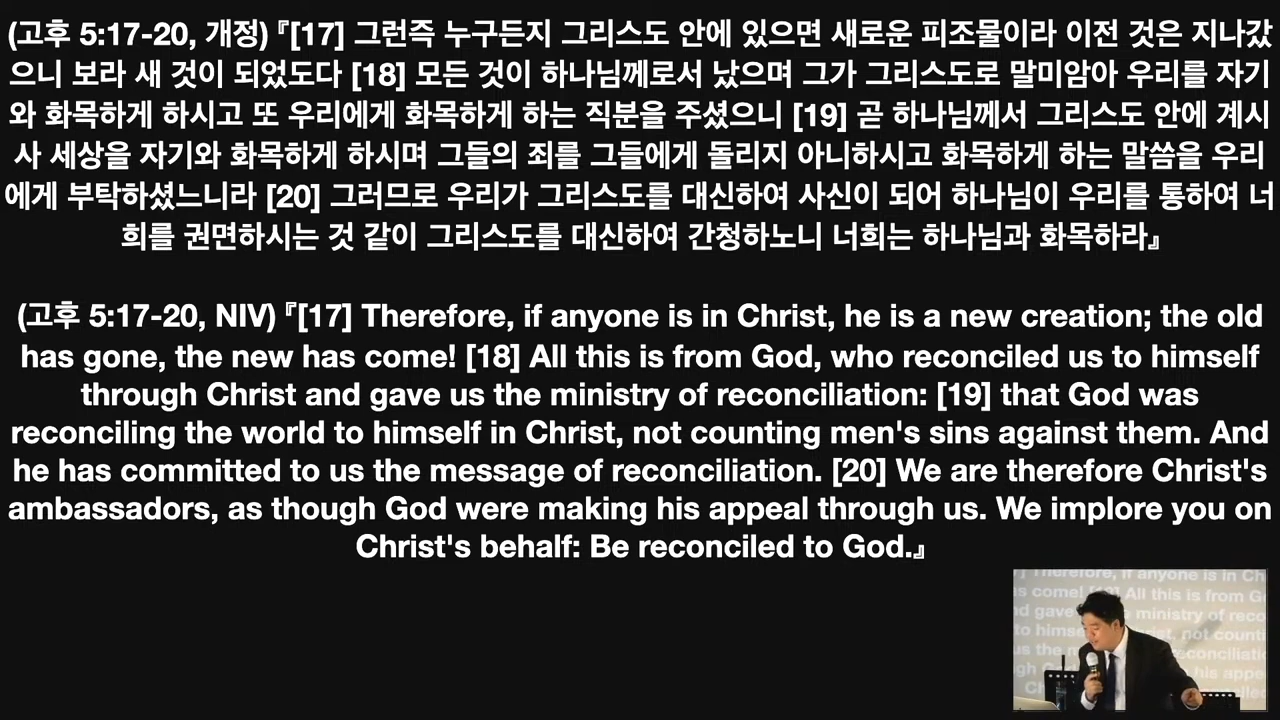 (고후 5:17-20, 개정)『[17] 그런즉 누구든지 그리스도 안에 있으면 새로운 피조물이라 이전 것은 지나갔
으니 보라 새 것이 되었도다 [18] 모든 것이 하나님께로서 났으며 그가 그리스도로 말미암아 우리를 자기
와 화목하게 하시고 또 우리에게 화목하게 하는 직분을 주셨으니 [19] 곧 하나님께서 그리스도 안에 계시
사 세상을 자기와 화목하게 하시며 그들의 죄를 그들에게 돌리지 아니하시고 화목하게 하는 말씀을 우리
에게 부탁하셨느니라 [20] 그러므로 우리가 그리스도를 대신하여 사신이 되어 하나님이 우리를 통하여 너
희를 권면하시는 것 같이 그리스도를 대신하여 간청하노니 너희는 하나님과 화목하라』
(고후 5:17-20, NIV)『[17] Therefore, if anyone is in Christ, he is a new creation; the old
has gone, the new has come! [18] All this is from God, who reconciled us to himself
through Christ and gave us the ministry of reconciliation: [19] that God was
reconciling the world to himself in Christ, not counting men's sins against them. And
he has committed to us the message of reconciliation. [20] We are therefore Christ's
ambassadors, as though God were making his appeal through us. We implore you on
Christ's behalf: Be reconciled to God.』
Therefore, if anyone is in
come! All this is from
gave ministry of
to not
the